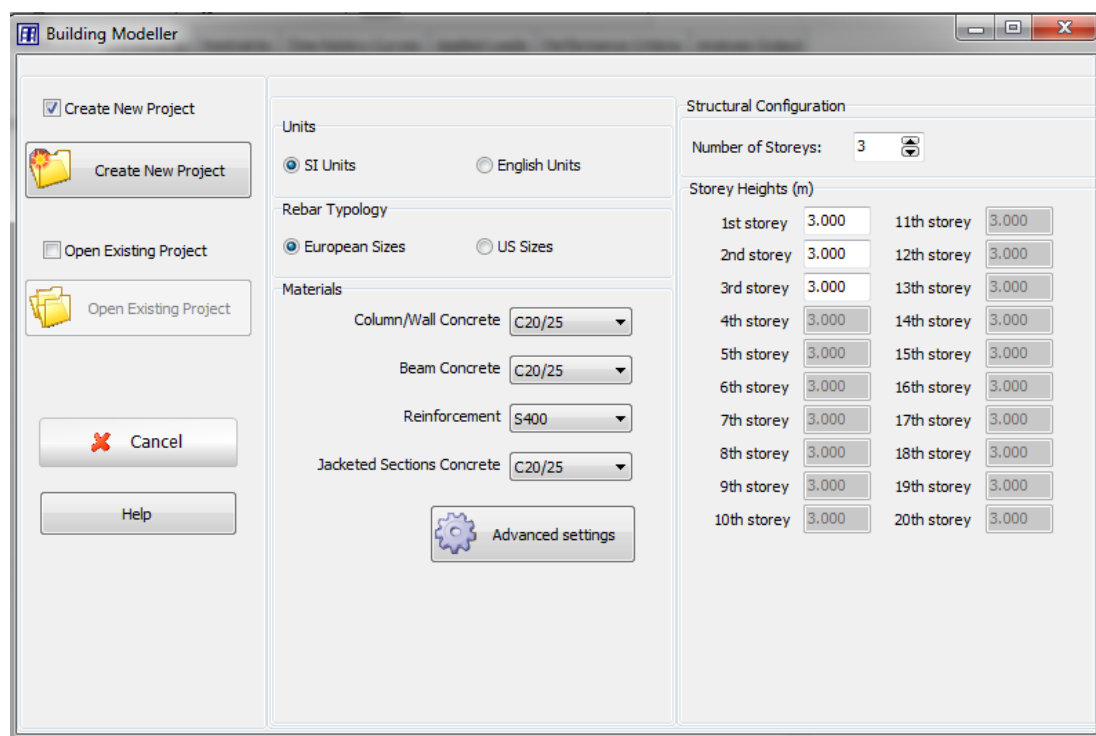 Building Modeller
Create New Project
Create New Project
Open Existing Project
Open Existing Project
Cancel
Help
Units
SI Units English Units
Rebar Typology
European Sizes US Sizes
Materials
Column/Wall Concrete C20/25
Beam Concrete C20/25
Reinforcement S400
Jacketed Sections Concrete C20/25
Advanced settings
Structural Configuration
Number of Storeys: 3
Storey Heights (m)
1st storey 3.000 11th storey 3.000
2nd storey 3.000 12th storey 3.000
3rd storey 3.000 13th storey 3.000
4th storey 3.000 14th storey 3.000
5th storey 3.000 15th storey 3.000
6th storey 3.000 16th storey 3.000
7th storey 3.000 17th storey 3.000
8th storey 3.000 18th storey 3.000
9th storey 3.000 19th storey 3.000
10th storey 3.000 20th storey 3.000